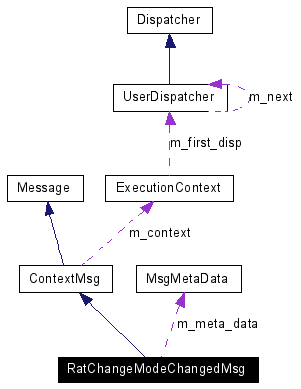 Dispatcher
UserDispatcher
m_next
m_first_disp
Message
ExecutionContext
m_context
ContextMsg
MsgMetaData
m_meta_data
RatChangeModeChangedMsg